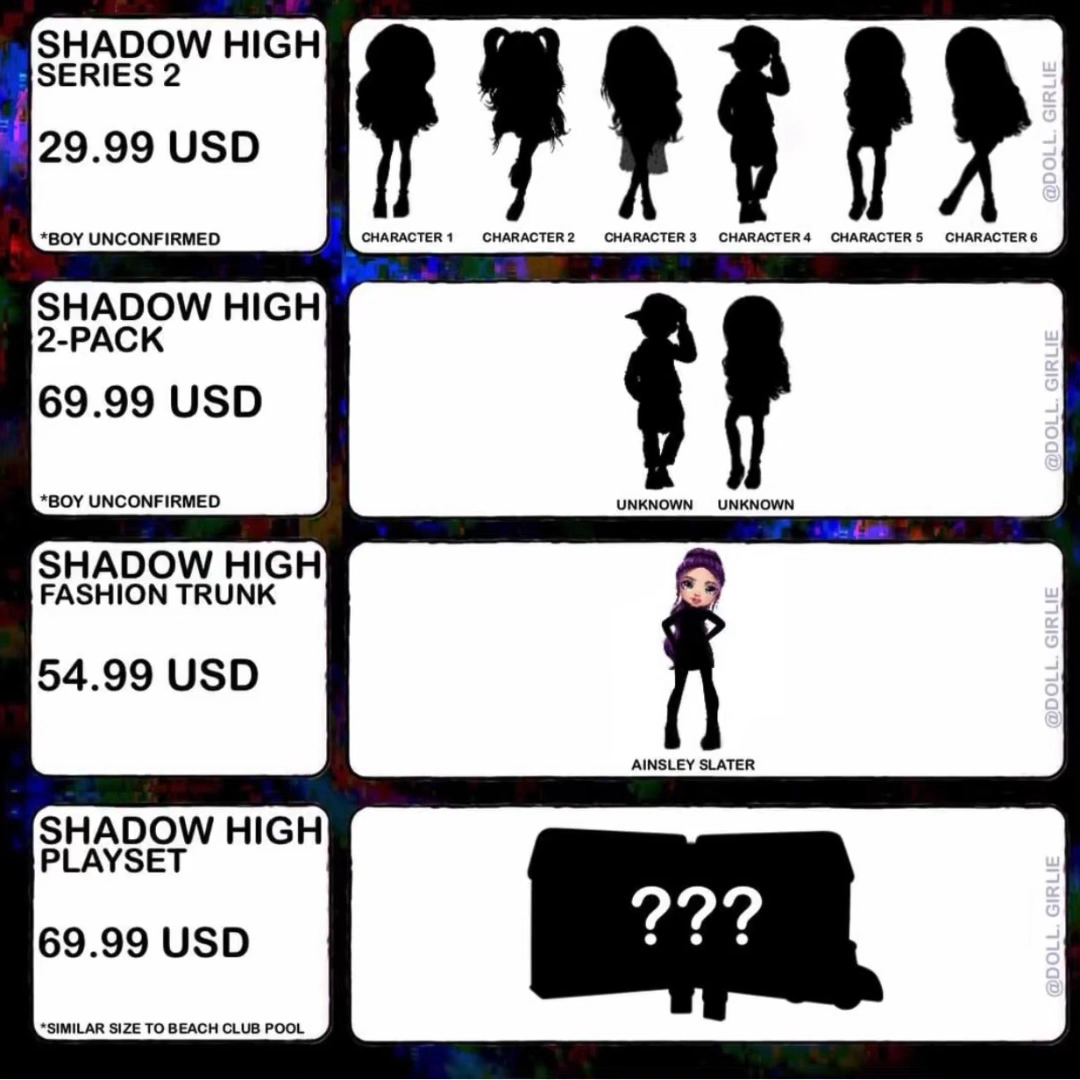 SHADOW HIGH
SERIES 2
29.99 USD
*BOY UNCONFIRMED
CHARACTER 1
CHARACTER 2
CHARACTER 3
CHARACTER 4
CHARACTER 5
CHARACTER 6
@DOLL. GIRLIE
SHADOW HIGH
2-PACK
69.99 USD
*BOY UNCONFIRMED
UNKNOWN
UNKNOWN
@DOLL. GIRLIE
SHADOW HIGH
FASHION TRUNK
54.99 USD
AINSLEY SLATER
@DOLL. GIRLIE
SHADOW HIGH
PLAYSET
69.99 USD
*SIMILAR SIZE TO BEACH CLUB POOL
???
@DOLL. GIRLIE